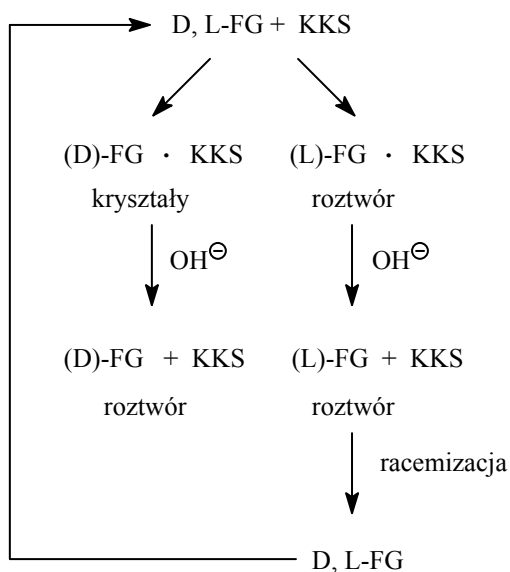 D, L-FG + KKS
(D)-FG · KKS (L)-FG · KKS
kryształy roztwór
OH⊖ OH⊖
(D)-FG + KKS (L)-FG + KKS
roztwór roztwór
racemizacja
D, L-FG